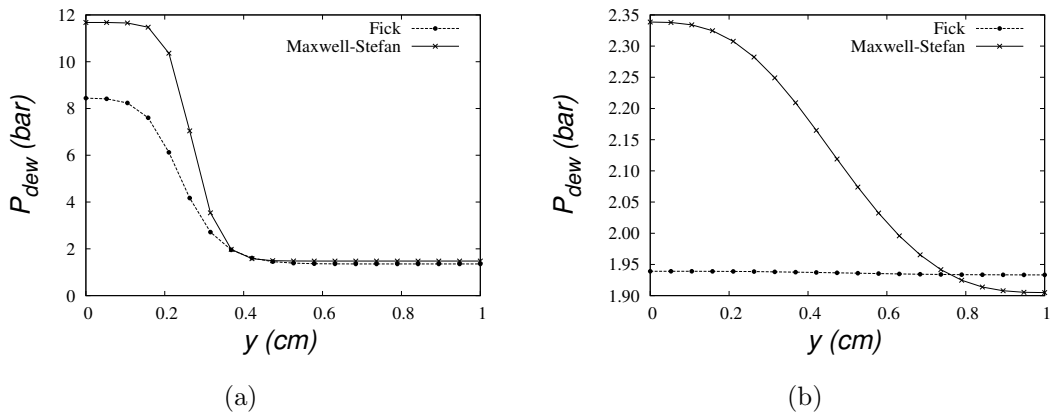 12
10
8
6
4
2
0
P_dew (bar)
Fick
Maxwell-Stefan
0 0.2 0.4 0.6 0.8 1
y (cm)
(a)
2.35
2.30
2.25
2.20
2.15
2.10
2.05
2.00
1.95
1.90
P_dew (bar)
Fick
Maxwell-Stefan
0 0.2 0.4 0.6 0.8 1
y (cm)
(b)